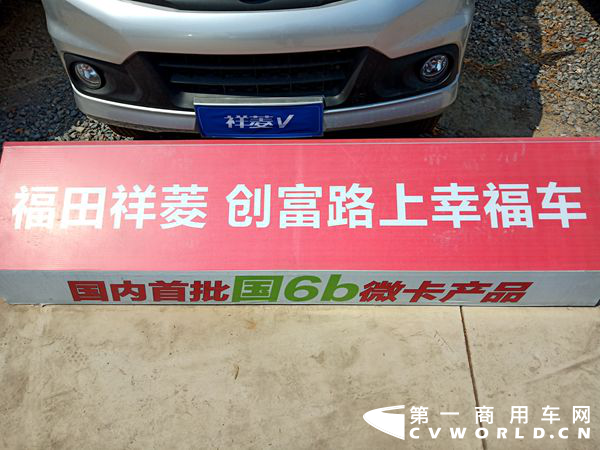 祥菱V
福田祥菱 创富路上幸福车
国内首批国6b微卡产品
第一商用车网
CVWORLD.CN